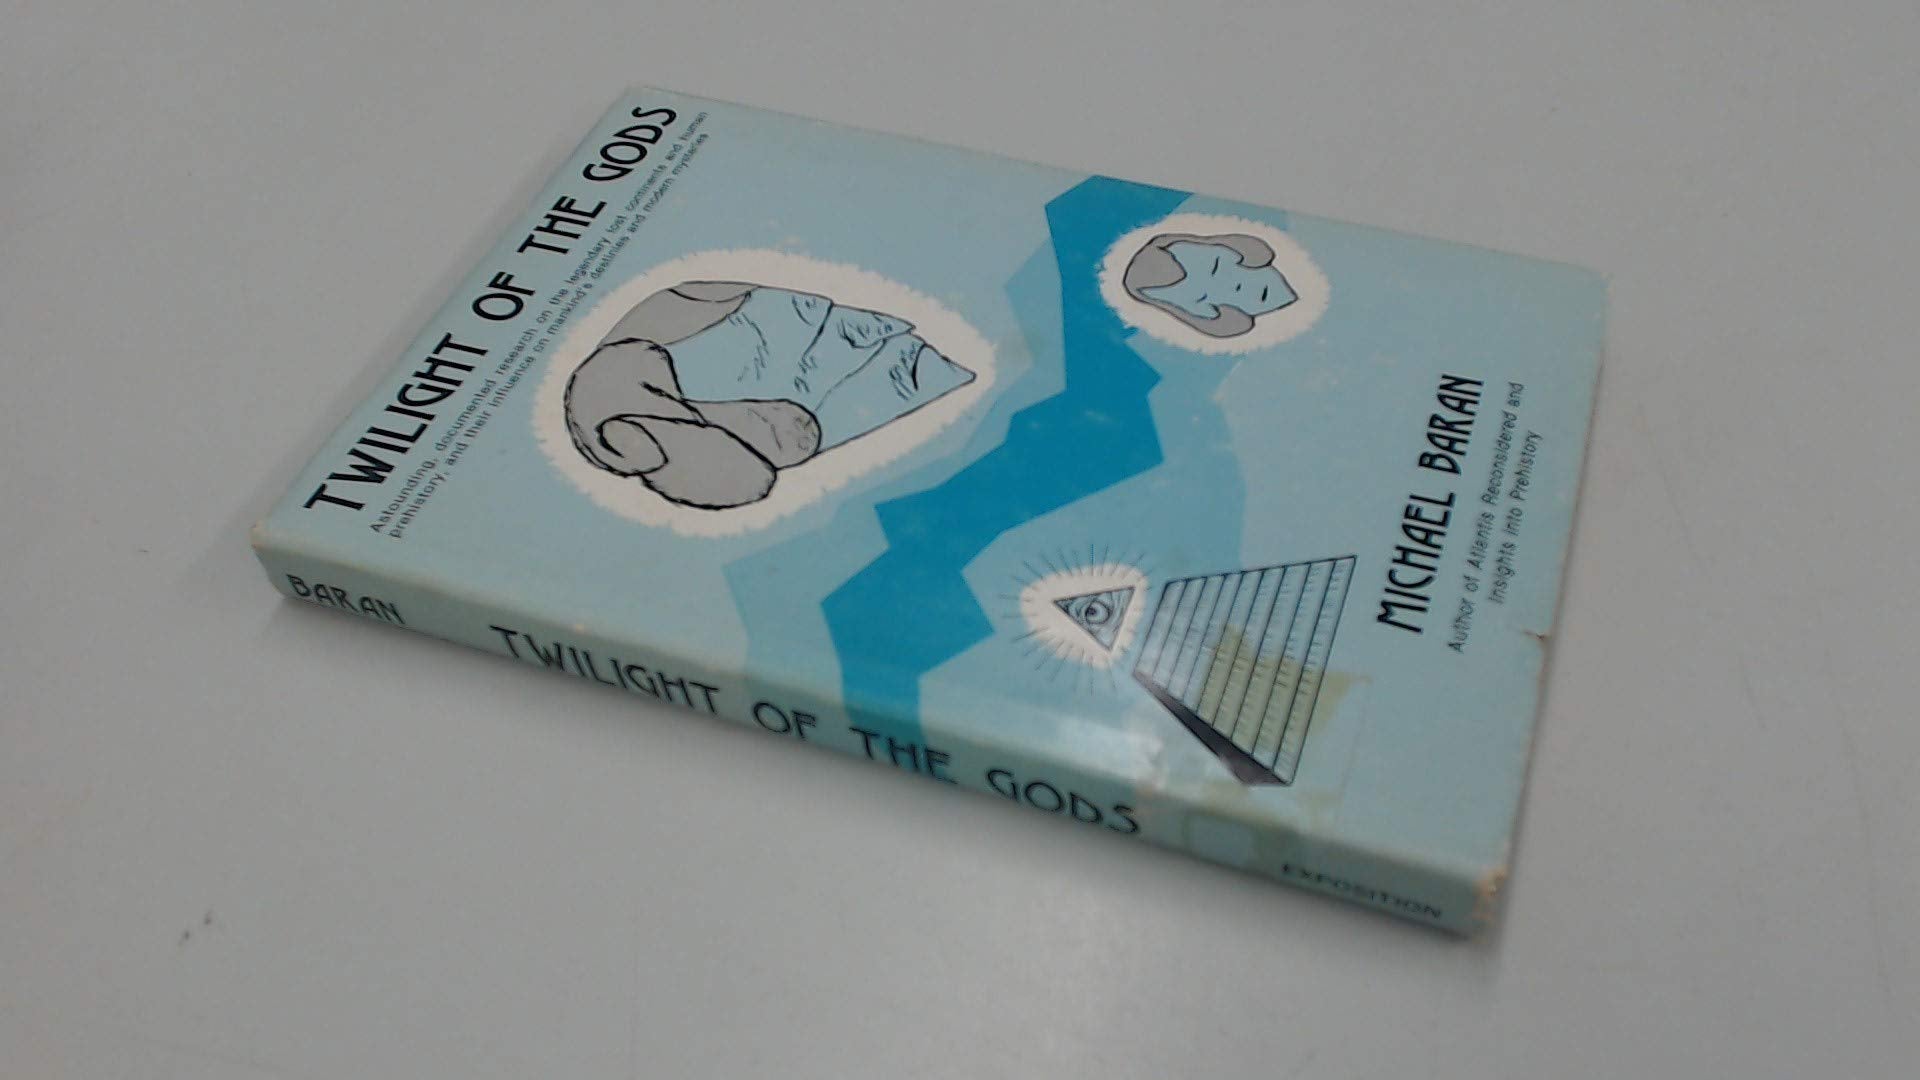 TWILIGHT OF THE GODS
Astounding, documented research on the legendary lost continents and human
prehistory, and their influence on mankind's destinies and modern mysteries
MICHAEL BARAN
Author of Atlantis Reconsidered and
Insights into Prehistory
BARAN TWILIGHT OF THE GODS EXPOSITION